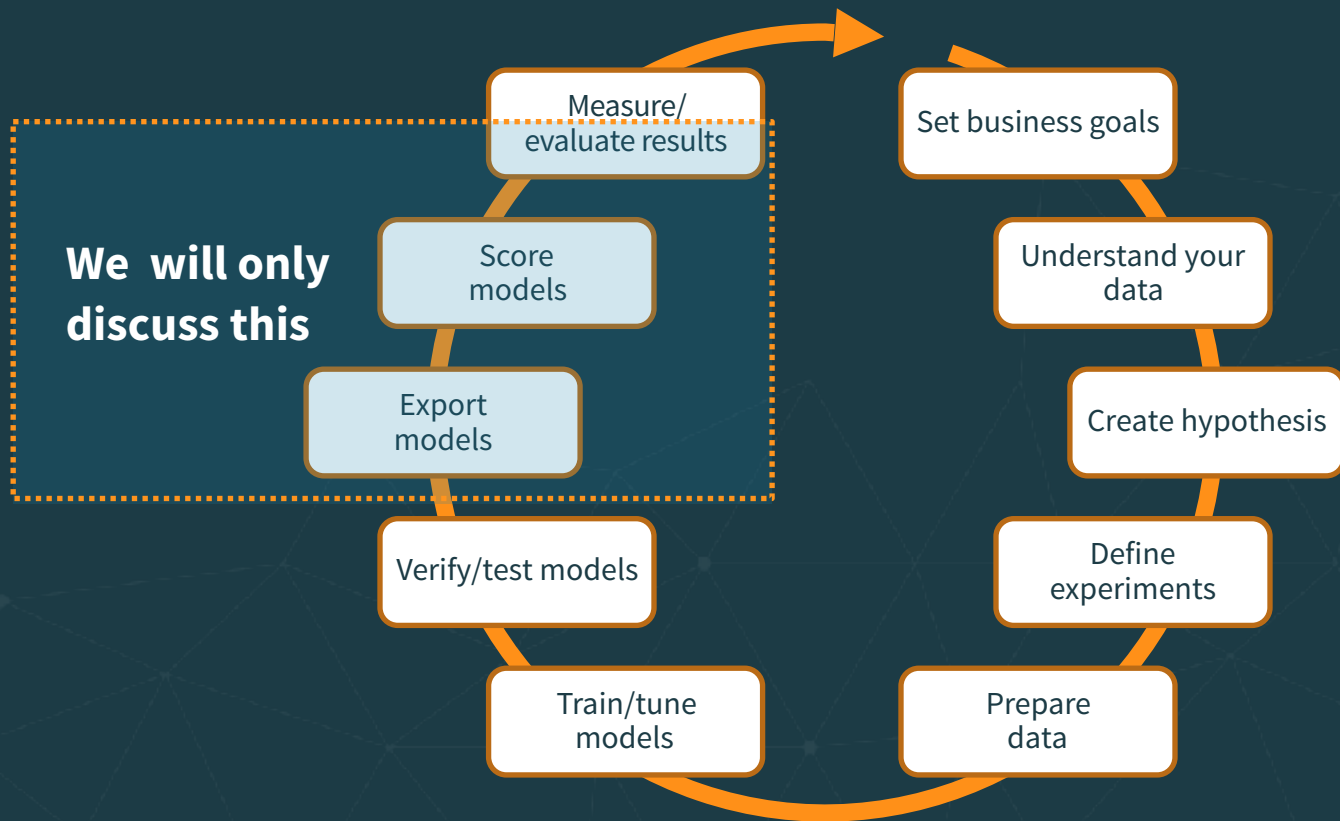 Measure/
evaluate results
Set business goals
We  will only
discuss this
Score
models
Understand your
data
Export
models
Create hypothesis
Verify/test models
Define
experiments
Train/tune
models
Prepare
data